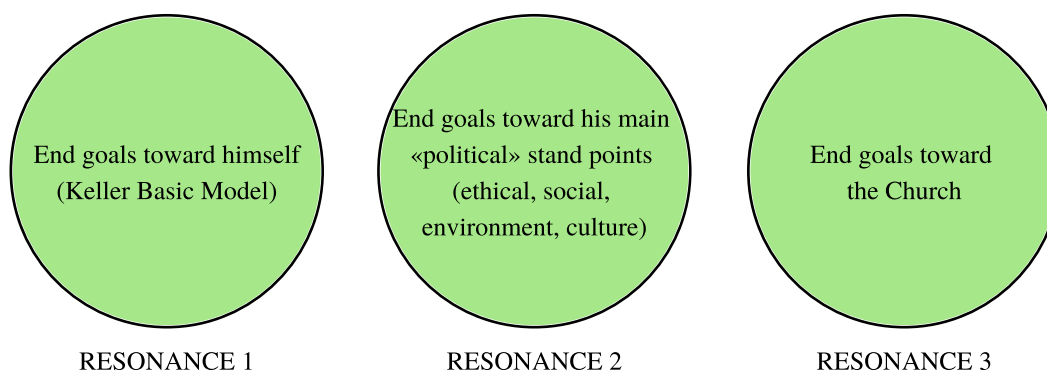 End goals toward himself
(Keller Basic Model)
End goals toward his main
«political» stand points
(ethical, social,
environment, culture)
End goals toward
the Church
RESONANCE 1
RESONANCE 2
RESONANCE 3